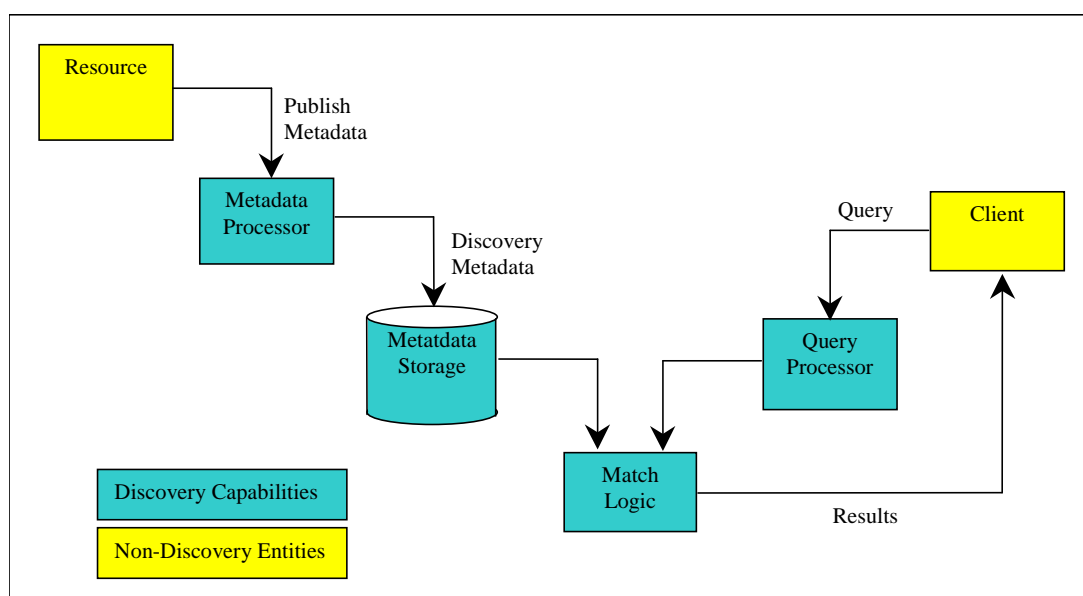 Resource
Publish
Metadata
Metadata
Processor
Discovery
Metadata
Metatdata
Storage
Query
Client
Query
Processor
Match
Logic
Results
Discovery Capabilities
Non-Discovery Entities